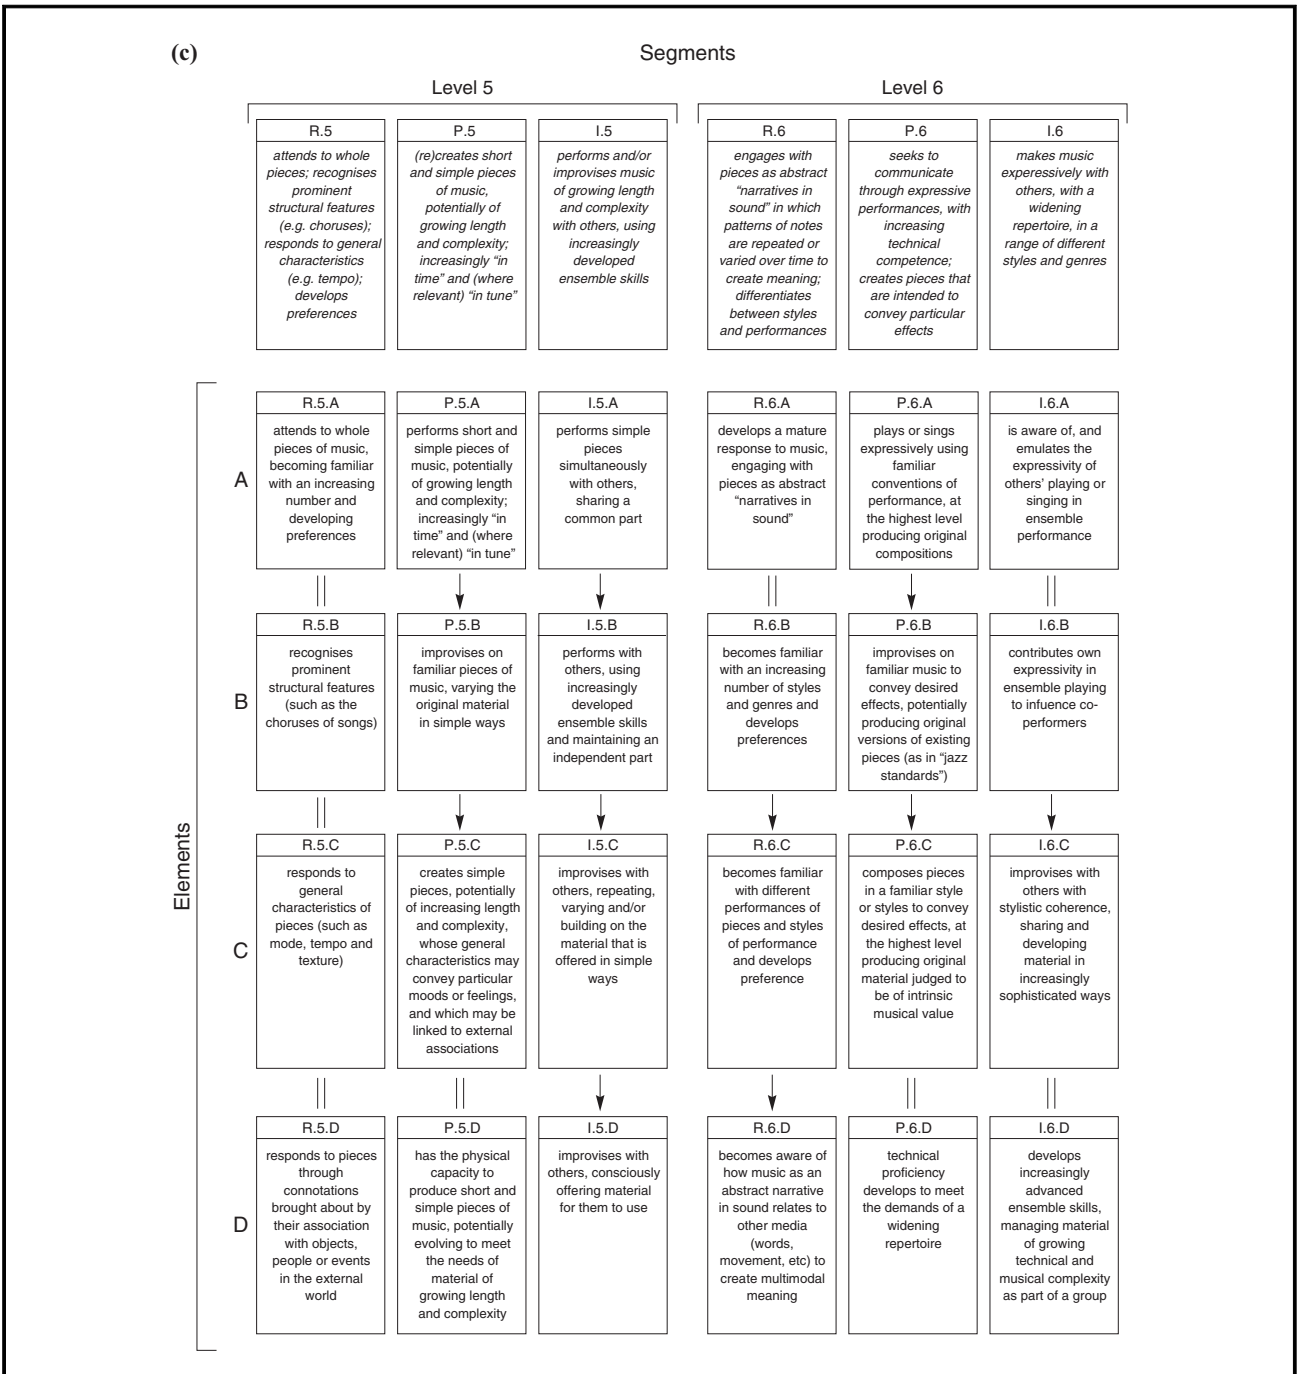 (c)
Segments
Level 5
Level 6
R.5
attends to whole
pieces; recognises
prominent
structural features
(e.g. choruses);
responds to general
characteristics
(e.g. tempo);
develops
preferences
P.5
(re)creates short
and simple pieces
of music,
potentially of
growing length
and complexity;
increasingly “in
time” and (where
relevant) “in tune”
I.5
performs and/or
improvises music
of growing length
and complexity
with others, using
increasingly
developed
ensemble skills
R.6
engages with
pieces as abstract
“narratives in
sound” in which
patterns of notes
are repeated or
varied over time to
create meaning;
differentiates
between styles
and performances
P.6
seeks to
communicate
through expressive
performances, with
increasing
technical
competence;
creates pieces that
are intended to
convey particular
effects
I.6
makes music
experessively with
others, with a
widening
repertoire, in a
range of different
styles and genres
Elements
A
R.5.A
attends to whole
pieces of music,
becoming familiar
with an increasing
number and
developing
preferences
P.5.A
performs short and
simple pieces of
music, potentially
of growing length
and complexity;
increasingly “in
time” and (where
relevant) “in tune”
I.5.A
performs simple
pieces
simultaneously
with others,
sharing a
common part
R.6.A
develops a mature
response to music,
engaging with
pieces as abstract
“narratives in
sound”
P.6.A
plays or sings
expressively using
familiar
conventions of
performance, at
the highest level
producing original
compositions
I.6.A
is aware of, and
emulates the
expressivity of
others’ playing or
singing in
ensemble
performance
B
R.5.B
recognises
prominent
structural features
(such as the
choruses of songs)
P.5.B
improvises on
familiar pieces of
music, varying the
original material
in simple ways
I.5.B
performs with
others, using
increasingly
developed
ensemble skills
and maintaining an
independent part
R.6.B
becomes familiar
with an increasing
number of styles
and genres and
develops
preferences
P.6.B
improvises on
familiar music to
convey desired
effects, potentially
producing original
versions of existing
pieces (as in “jazz
standards”)
I.6.B
contributes own
expressivity in
ensemble playing
to infuence co-
performers
C
R.5.C
responds to
general
characteristics of
pieces (such as
mode, tempo and
texture)
P.5.C
creates simple
pieces, potentially
of increasing length
and complexity,
whose general
characteristics may
convey particular
moods or feelings,
and which may be
linked to external
associations
I.5.C
improvises with
others, repeating,
varying and/or
building on the
material that is
offered in simple
ways
R.6.C
becomes familiar
with different
performances of
pieces and styles
of performance
and develops
preference
P.6.C
composes pieces
in a familiar style
or styles to convey
desired effects, at
the highest level
producing original
material judged to
be of intrinsic
musical value
I.6.C
improvises with
others with
stylistic coherence,
sharing and
developing
material in
increasingly
sophisticated ways
D
R.5.D
responds to pieces
through
connotations
brought about by
their association
with objects,
people or events
in the external
world
P.5.D
has the physical
capacity to
produce short and
simple pieces of
music, potentially
evolving to meet
the needs of
material of
growing length
and complexity
I.5.D
improvises with
others, consciously
offering material
for them to use
R.6.D
becomes aware of
how music as an
abstract narrative
in sound relates to
other media
(words,
movement, etc) to
create multimodal
meaning
P.6.D
technical
proficiency
develops to meet
the demands of a
widening
repertoire
I.6.D
develops
increasingly
advanced
ensemble skills,
managing material
of growing
technical and
musical complexity
as part of a group